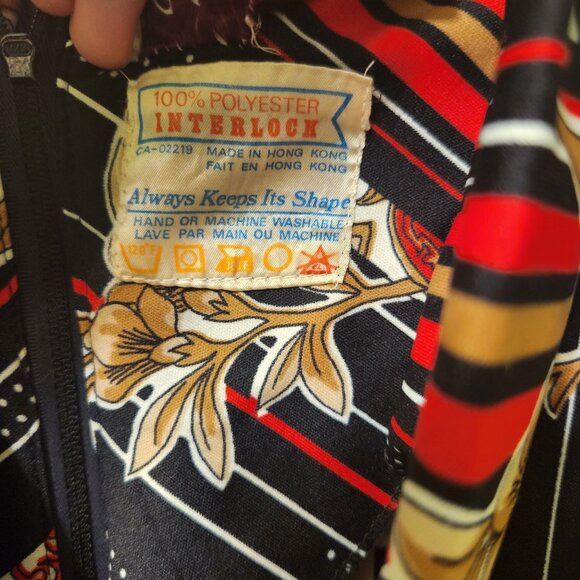 100% POLYESTER
INTERLOCK
CA-02219 MADE IN HONG KONG
FAIT EN HONG KONG
Always Keeps Its Shape
HAND OR MACHINE WASHABLE
LAVE PAR MAIN OU MACHINE